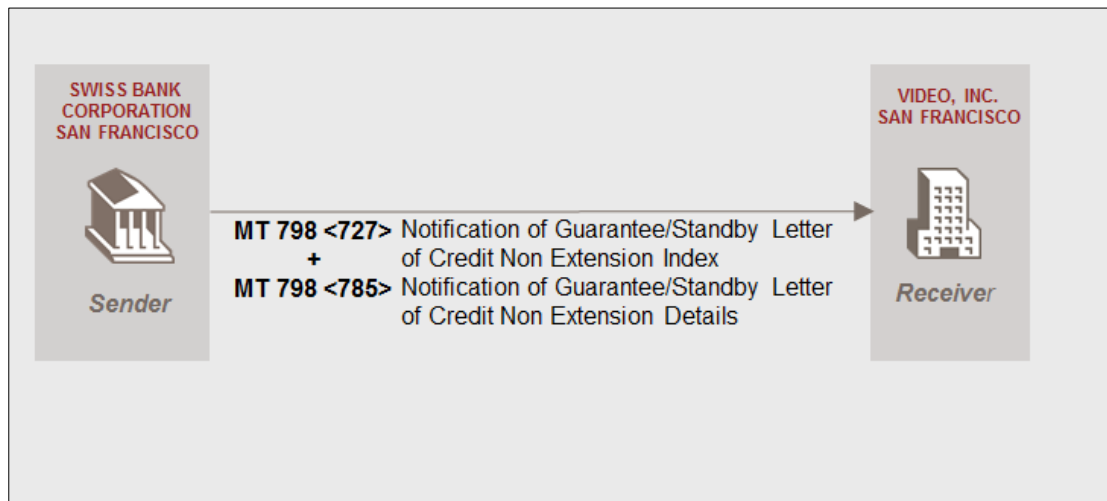 SWISS BANK
CORPORATION
SAN FRANCISCO
Sender
MT 798 <727> Notification of Guarantee/Standby Letter
of Credit Non Extension Index
+
MT 798 <785> Notification of Guarantee/Standby Letter
of Credit Non Extension Details
VIDEO, INC.
SAN FRANCISCO
Receiver